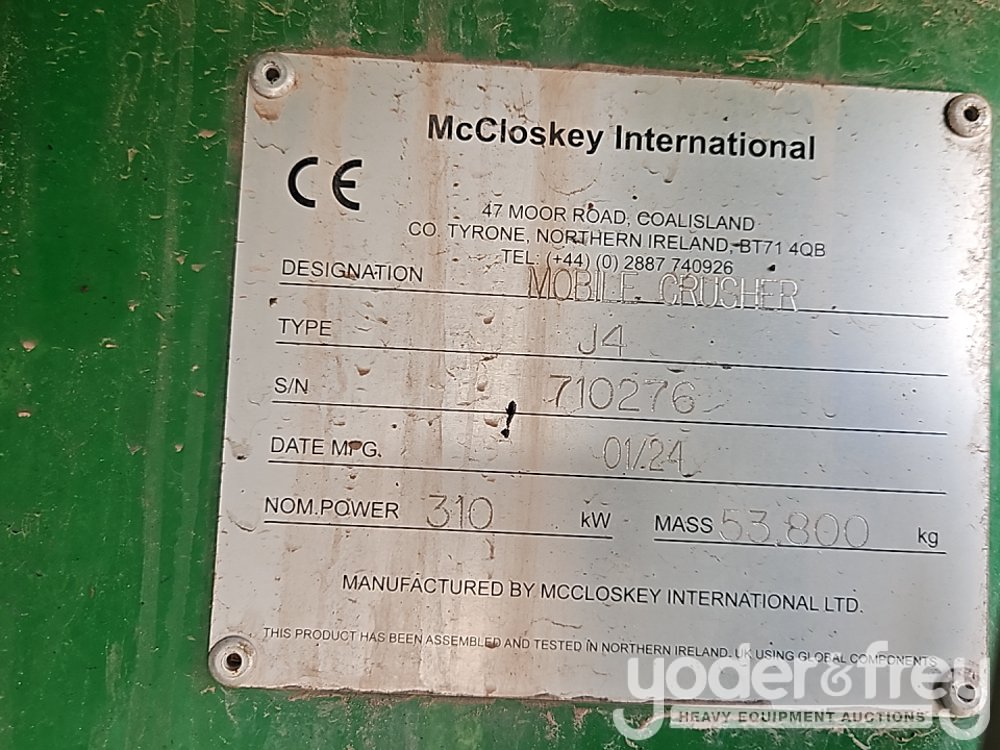 McCloskey International
CE
47 MOOR ROAD, COALISLAND
CO. TYRONE, NORTHERN IRELAND, BT71 4QB
TEL: (+44) (0) 2887 740926
DESIGNATION MOBILE CRUSHER
TYPE J4
S/N 710276
DATE MFG. 01/24
NOM.POWER 310 kW MASS 53,800 kg
MANUFACTURED BY MCCLOSKEY INTERNATIONAL LTD.
THIS PRODUCT HAS BEEN ASSEMBLED AND TESTED IN NORTHERN IRELAND, UK USING GLOBAL COMPONENTS
yoder&frey
HEAVY EQUIPMENT AUCTIONS